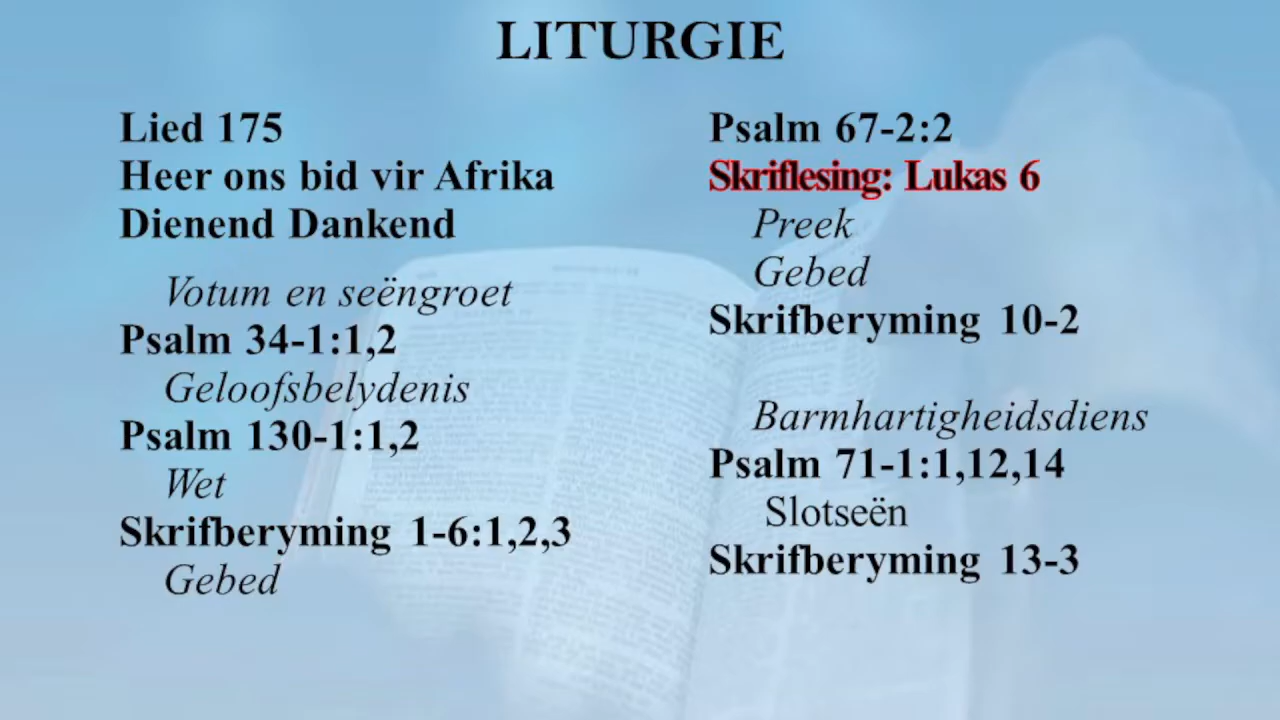 LITURGIE
Lied 175
Heer ons bid vir Afrika
Dienend Dankend
Votum en seëngroet
Psalm 34-1:1,2
Geloofsbelydenis
Psalm 130-1:1,2
Wet
Skrifberyming 1-6:1,2,3
Gebed
Psalm 67-2:2
Skriflesing: Lukas 6
Preek
Gebed
Skrifberyming 10-2
Barmhartigheidsdiens
Psalm 71-1:1,12,14
Slotseën
Skrifberyming 13-3